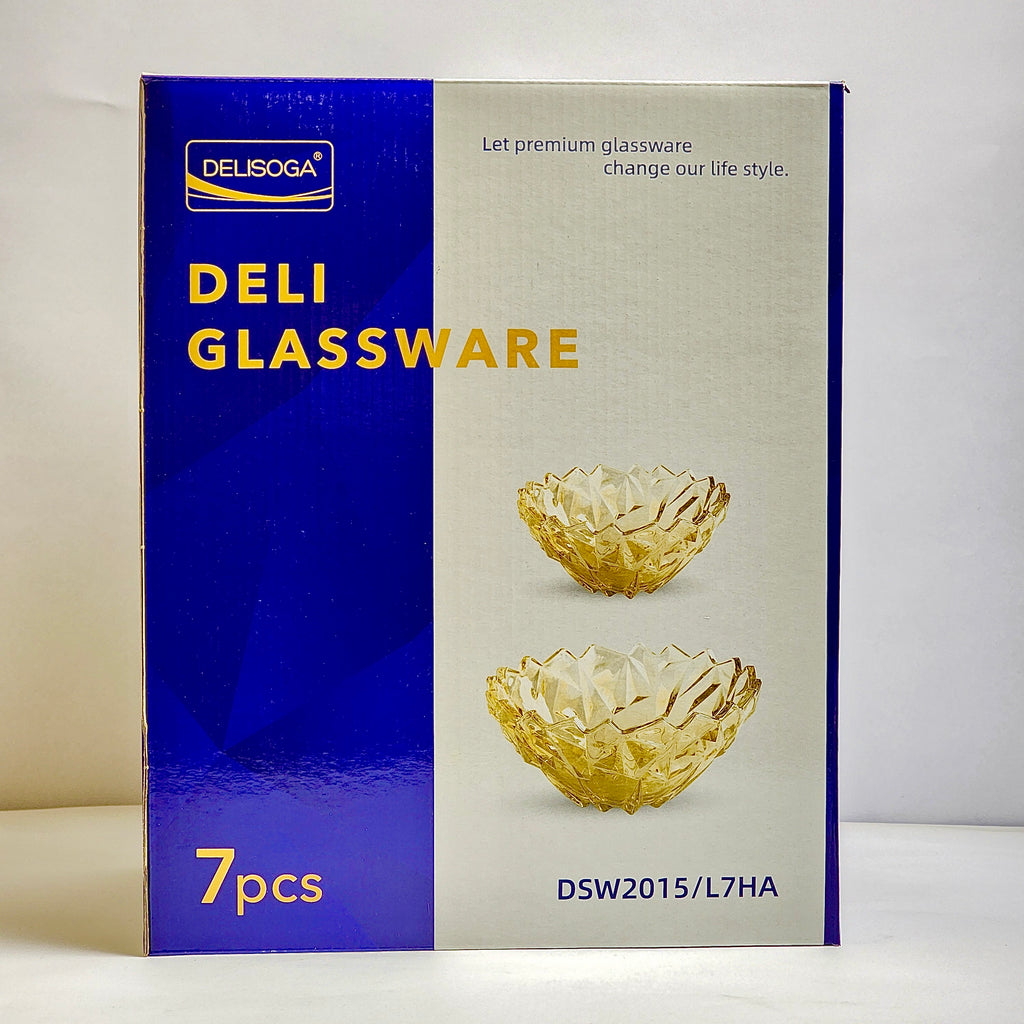 DELISOGA®
Let premium glassware
change our life style.
DELI
GLASSWARE
7pcs
DSW2015/L7HA